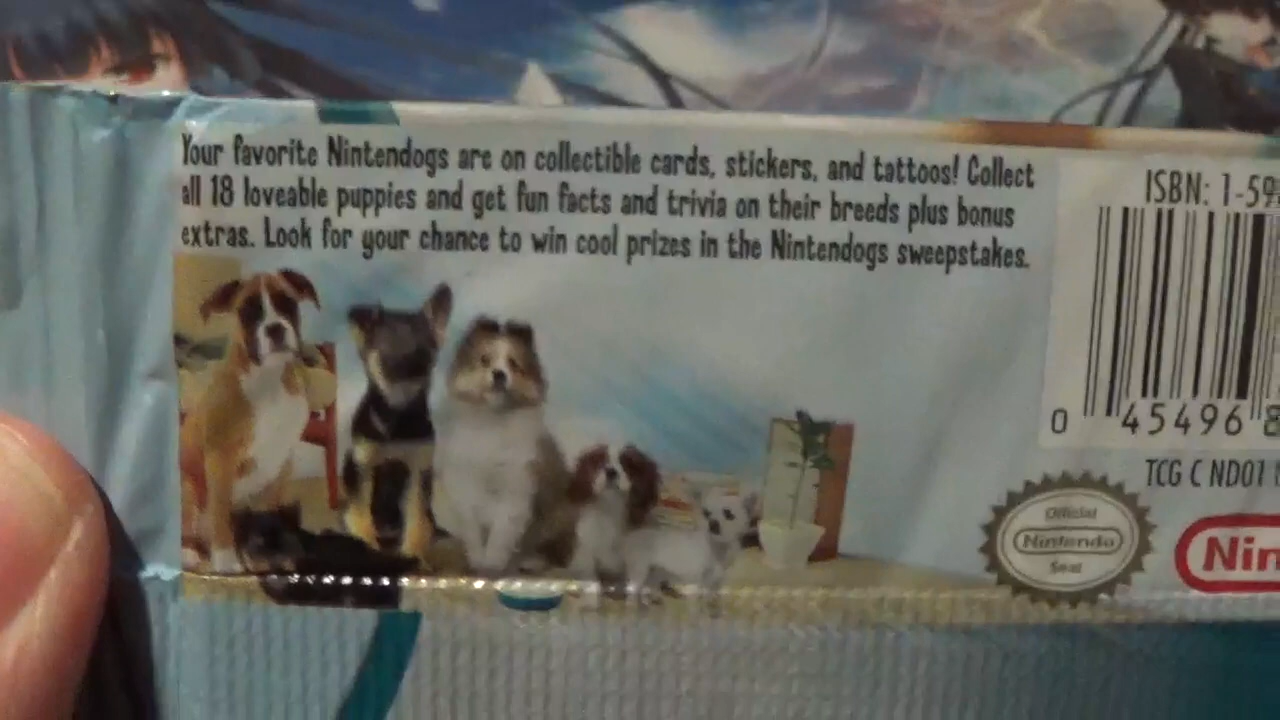 Your favorite Nintendogs are on collectible cards, stickers, and tattoos! Collect
all 18 loveable puppies and get fun facts and trivia on their breeds plus bonus
extras. Look for your chance to win cool prizes in the Nintendogs sweepstakes.
ISBN: 1-59
0 45496 8
TCG C ND01
Official
Nintendo
Seal
Nin